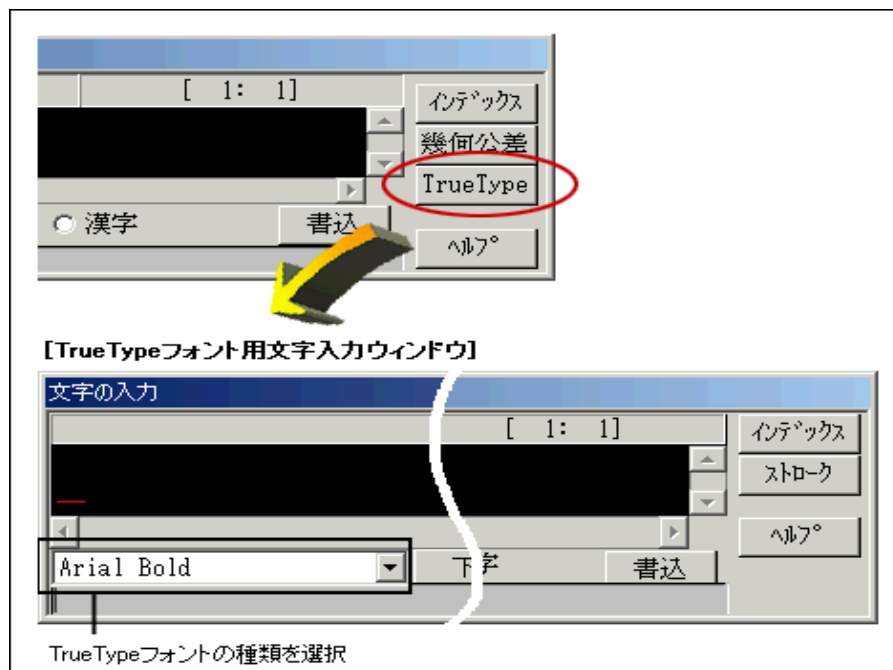 [ 1: 1]
ｲﾝﾃﾞｯｸｽ
幾何公差
TrueType
漢字
書込
ﾍﾙﾌﾟ
[TrueTypeフォント用文字入力ウィンドウ]
文字の入力
[ 1: 1]
ｲﾝﾃﾞｯｸｽ
ｽﾄﾛｰｸ
ﾍﾙﾌﾟ
Arial Bold
下字
書込
TrueTypeフォントの種類を選択